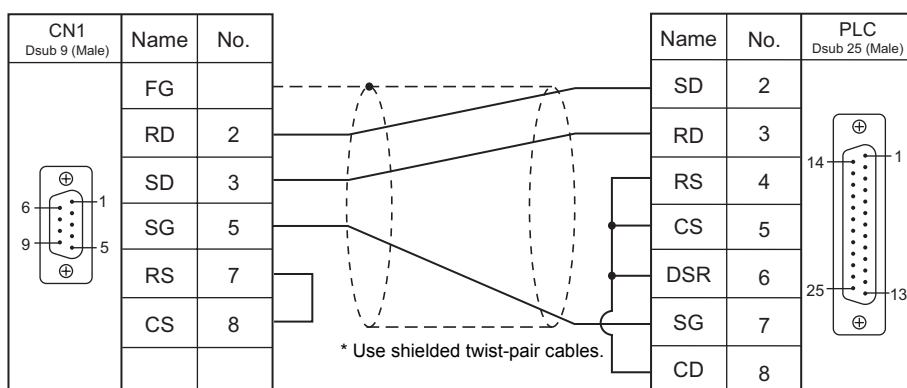 CN1
Dsub 9 (Male)
Name
No.
FG
RD
2
SD
3
SG
5
RS
7
CS
8
6
1
9
5
* Use shielded twist-pair cables.
Name
No.
PLC
Dsub 25 (Male)
SD
2
RD
3
RS
4
CS
5
DSR
6
SG
7
CD
8
14
1
25
13